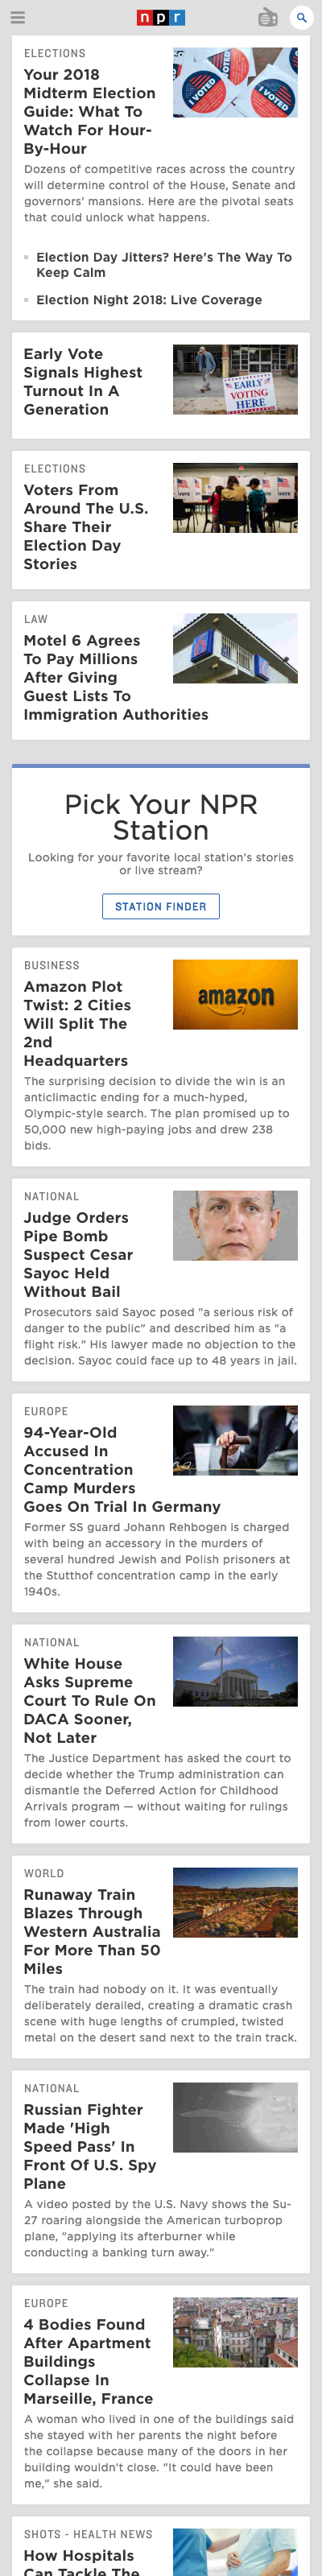 npr
ELECTIONS
Your 2018
Midterm Election
Guide: What To
Watch For Hour-
By-Hour
Dozens of competitive races across the country
will determine control of the House, Senate and
governors' mansions. Here are the pivotal seats
that could unlock what happens.
Election Day Jitters? Here's The Way To
Keep Calm
Election Night 2018: Live Coverage
I VOTED
I VOTED
Early Vote
Signals Highest
Turnout In A
Generation
EARLY
VOTING
HERE
ELECTIONS
Voters From
Around The U.S.
Share Their
Election Day
Stories
VOTE
VOTE
LAW
Motel 6 Agrees
To Pay Millions
After Giving
Guest Lists To
Immigration Authorities
Pick Your NPR
Station
Looking for your favorite local station's stories
or live stream?
STATION FINDER
BUSINESS
Amazon Plot
Twist: 2 Cities
Will Split The
2nd
Headquarters
amazon
The surprising decision to divide the win is an
anticlimactic ending for a much-hyped,
Olympic-style search. The plan promised up to
50,000 new high-paying jobs and drew 238
bids.
NATIONAL
Judge Orders
Pipe Bomb
Suspect Cesar
Sayoc Held
Without Bail
Prosecutors said Sayoc posed "a serious risk of
danger to the public" and described him as "a
flight risk." His lawyer made no objection to the
decision. Sayoc could face up to 48 years in jail.
EUROPE
94-Year-Old
Accused In
Concentration
Camp Murders
Goes On Trial In Germany
Former SS guard Johann Rehbogen is charged
with being an accessory in the murders of
several hundred Jewish and Polish prisoners at
the Stutthof concentration camp in the early
1940s.
NATIONAL
White House
Asks Supreme
Court To Rule On
DACA Sooner,
Not Later
The Justice Department has asked the court to
decide whether the Trump administration can
dismantle the Deferred Action for Childhood
Arrivals program — without waiting for rulings
from lower courts.
WORLD
Runaway Train
Blazes Through
Western Australia
For More Than 50
Miles
The train had nobody on it. It was eventually
deliberately derailed, creating a dramatic crash
scene with huge lengths of crumpled, twisted
metal on the desert sand next to the train track.
NATIONAL
Russian Fighter
Made 'High
Speed Pass' In
Front Of U.S. Spy
Plane
A video posted by the U.S. Navy shows the Su-
27 roaring alongside the American turboprop
plane, "applying its afterburner while
conducting a banking turn away."
EUROPE
4 Bodies Found
After Apartment
Buildings
Collapse In
Marseille, France
A woman who lived in one of the buildings said
she stayed with her parents the night before
the collapse because many of the doors in her
building wouldn't close. "It could have been
me," she said.
SHOTS - HEALTH NEWS
How Hospitals
Can Tackle The